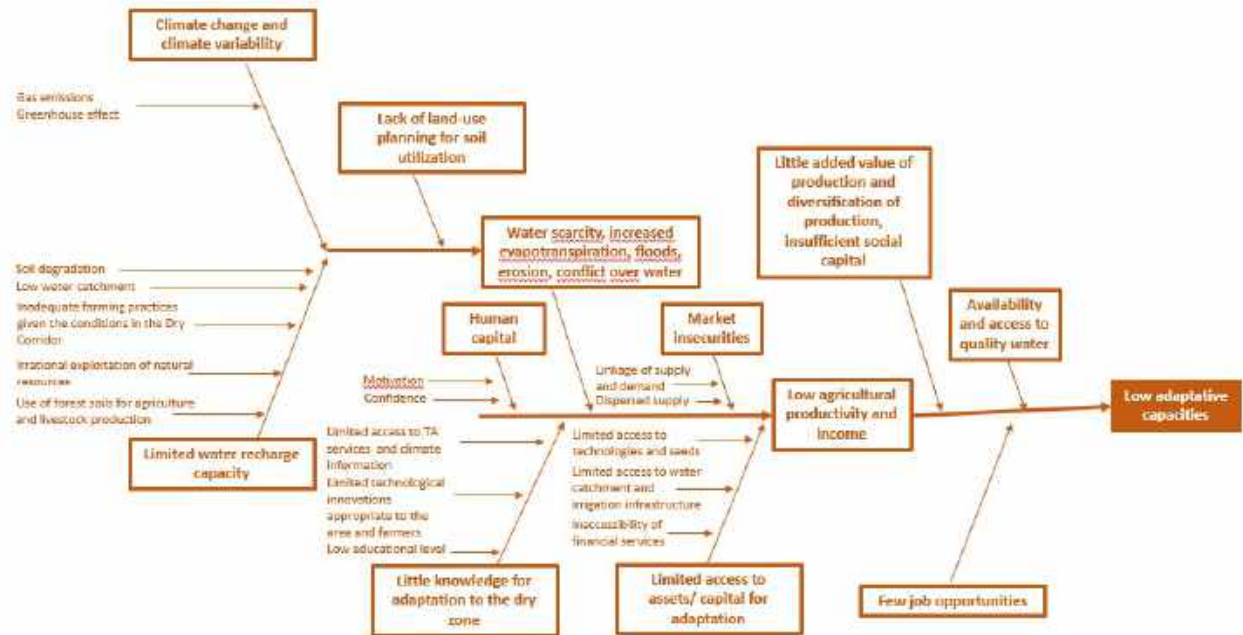 Climate change and
climate variability
Gas emissions
Greenhouse effect
Lack of land-use
planning for soil
utilization
Little added value of
production and
diversification of
production,
insufficient social
capital
Water scarcity, increased
evapotranspiration, floods,
erosion, conflict over water
Soil degradation
Low water catchment
Inadequate farming practices
given the conditions in the Dry
Corridor
Irrational exploitation of natural
resources
Use of forest soils for agriculture
and livestock production
Limited water recharge
capacity
Human
capital
Motivation
Confidence
Market
insecurities
Linkage of supply
and demand
Dispersed supply
Availability
and access to
quality water
Low agricultural
productivity and
income
Low adaptative
capacities
Limited access to TA
services and climate
information
Limited technological
innovations
appropriate to the
area and farmers
Low educational level
Little knowledge for
adaptation to the dry
zone
Limited access to
technologies and seeds
Limited access to water
catchment and
irrigation infrastructure
Inaccessibility of
financial services
Limited access to
assets/ capital for
adaptation
Few job opportunities